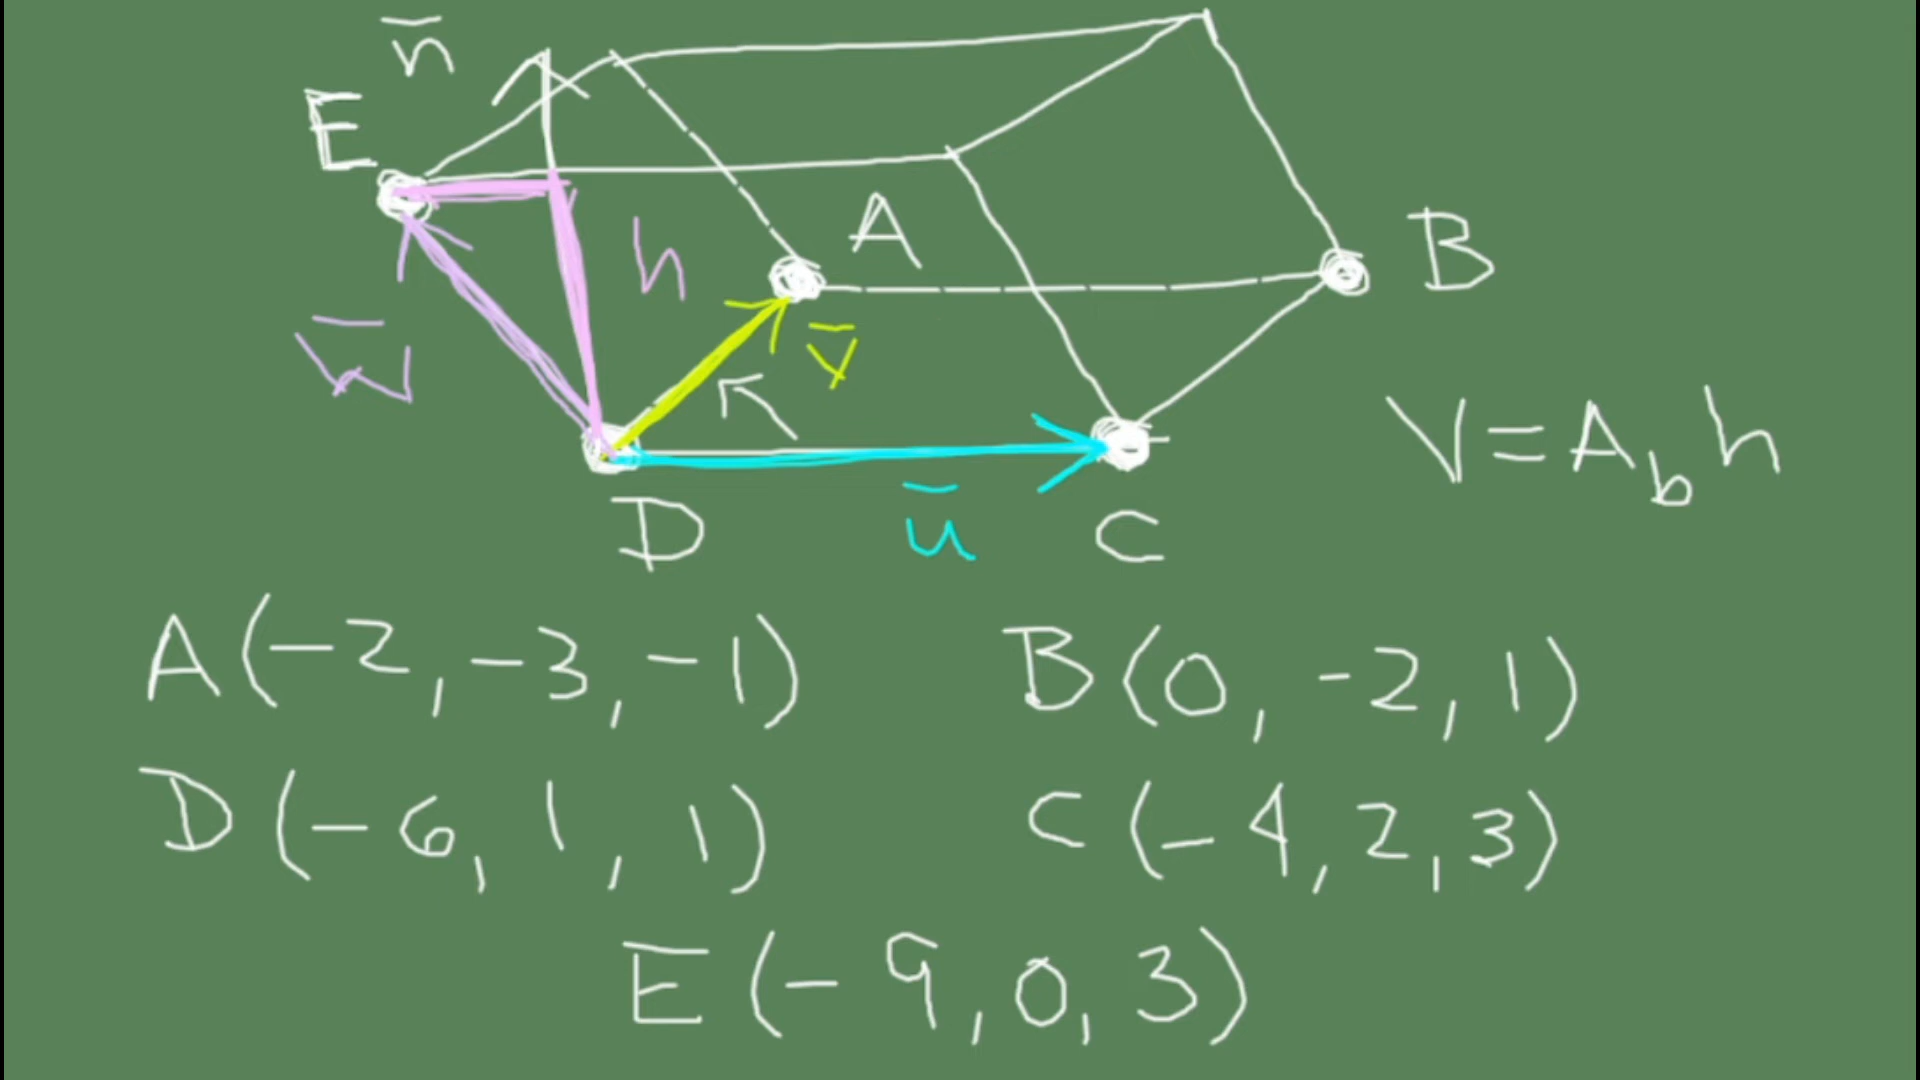 n̄
E
h
A
B
w̄
v̄
V = A_b h
D
ū
C
A(-2, -3, -1) B(0, -2, 1)
D(-6, 1, 1) C(-4, 2, 3)
E(-9, 0, 3)